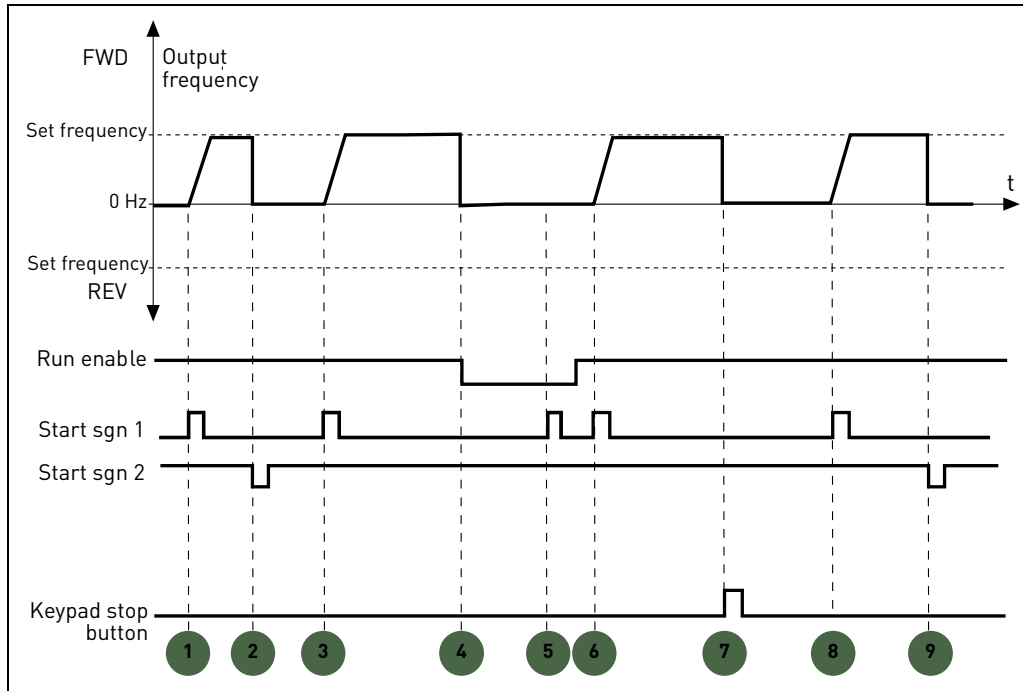 FWD
Output
frequency
Set frequency
t
0 Hz
Set frequency
REV
Run enable
Start sgn 1
Start sgn 2
Keypad stop
button
1 2 3 4 5 6 7 8 9